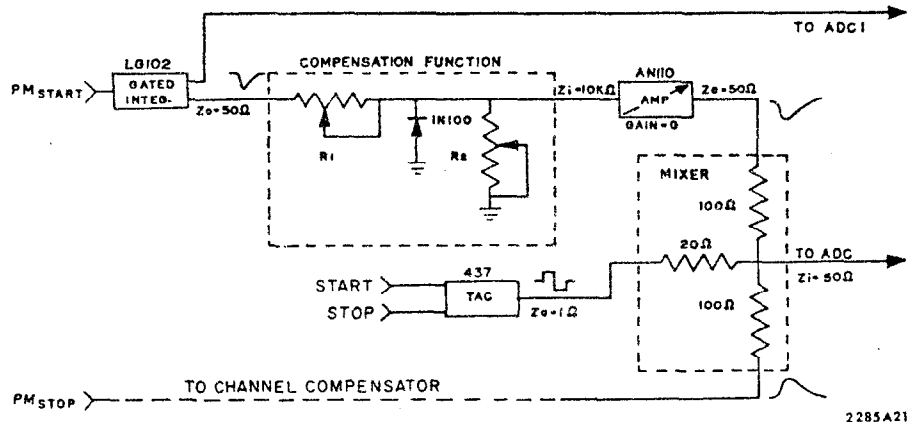 TO ADC1
LG102
GATED
INTEG.
PM START
Zo=50Ω
COMPENSATION FUNCTION
R1
1N100
R2
Zi=10KΩ
AN110
AMP
GAIN=G
Zo=50Ω
MIXER
100Ω
20Ω
TO ADC
Zi=50Ω
100Ω
START
STOP
437
TAC
Zo=1Ω
PM STOP
TO CHANNEL COMPENSATOR
2285A21